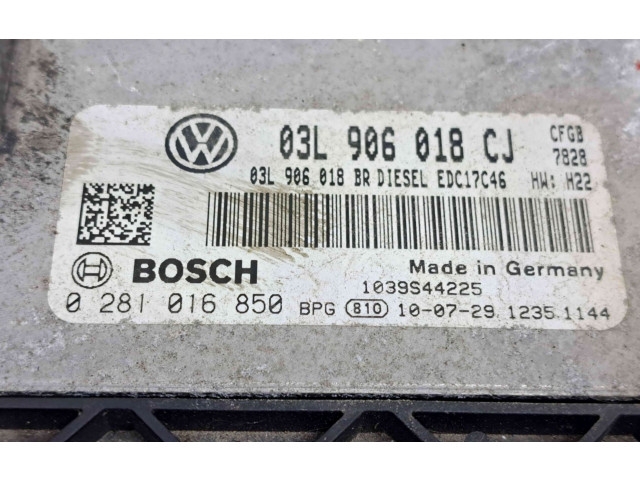 03L 906 018 CJ CFGB
7828
03L 906 018 BR DIESEL EDC17C46 HW: H22
BOSCH
Made in Germany
1039S44225
0 281 016 850 BPG 810 10-07-29 1235 1144